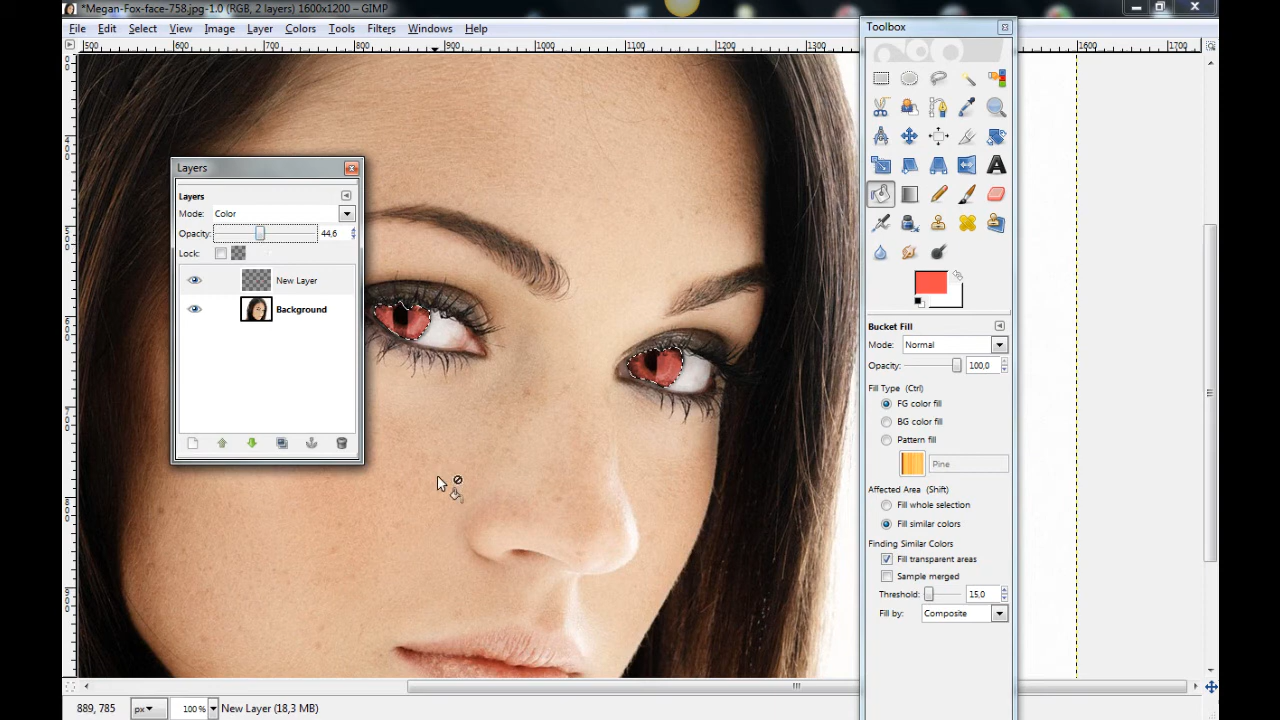 *Megan-Fox-face-758.jpg-1.0 (RGB, 2 layers) 1600x1200 – GIMP
File Edit Select View Image Layer Colors Tools Filters Windows Help
500 700 800 900 1000 1100 1200 1300 1600 1700
Toolbox
Layers
Layers
Mode: Color
Opacity: 44.6
Lock:
New Layer
Background
Bucket Fill
Mode: Normal
Opacity: 100,0
Fill Type (Ctrl)
FG color fill
BG color fill
Pattern fill
Pine
Affected Area (Shift)
Fill whole selection
Fill similar colors
Finding Similar Colors
Fill transparent areas
Sample merged
Threshold: 15,0
Fill by: Composite
889, 785 px 100 % New Layer (18,3 MB)